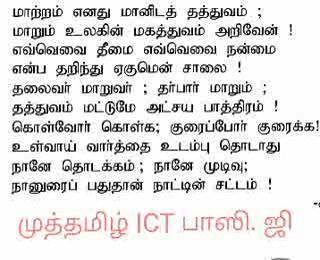 மாற்றம் எனது மானிடத் தத்துவம் ;
மாறும் உலகின் மகத்துவம் அறிவேன் !
எவ்வெவை தீமை எவ்வெவை நன்மை
என்ப தறிந்து ஏகுமென் சாலை !
தலைவர் மாறுவர் ; தர்பார் மாறும் ;
தத்துவம் மட்டுமே அட்சய பாத்திரம் !
கொள்வோர் கொள்க; குரைப்போர் குரைக்க!
உள்வாய் வார்த்தை உடம்பு தொடாது
நானே தொடக்கம் ; நானே முடிவு;
நானுரைப் பதுதான் நாட்டின் சட்டம் !
முத்தமிழ் ICT பாஸி. ஜி